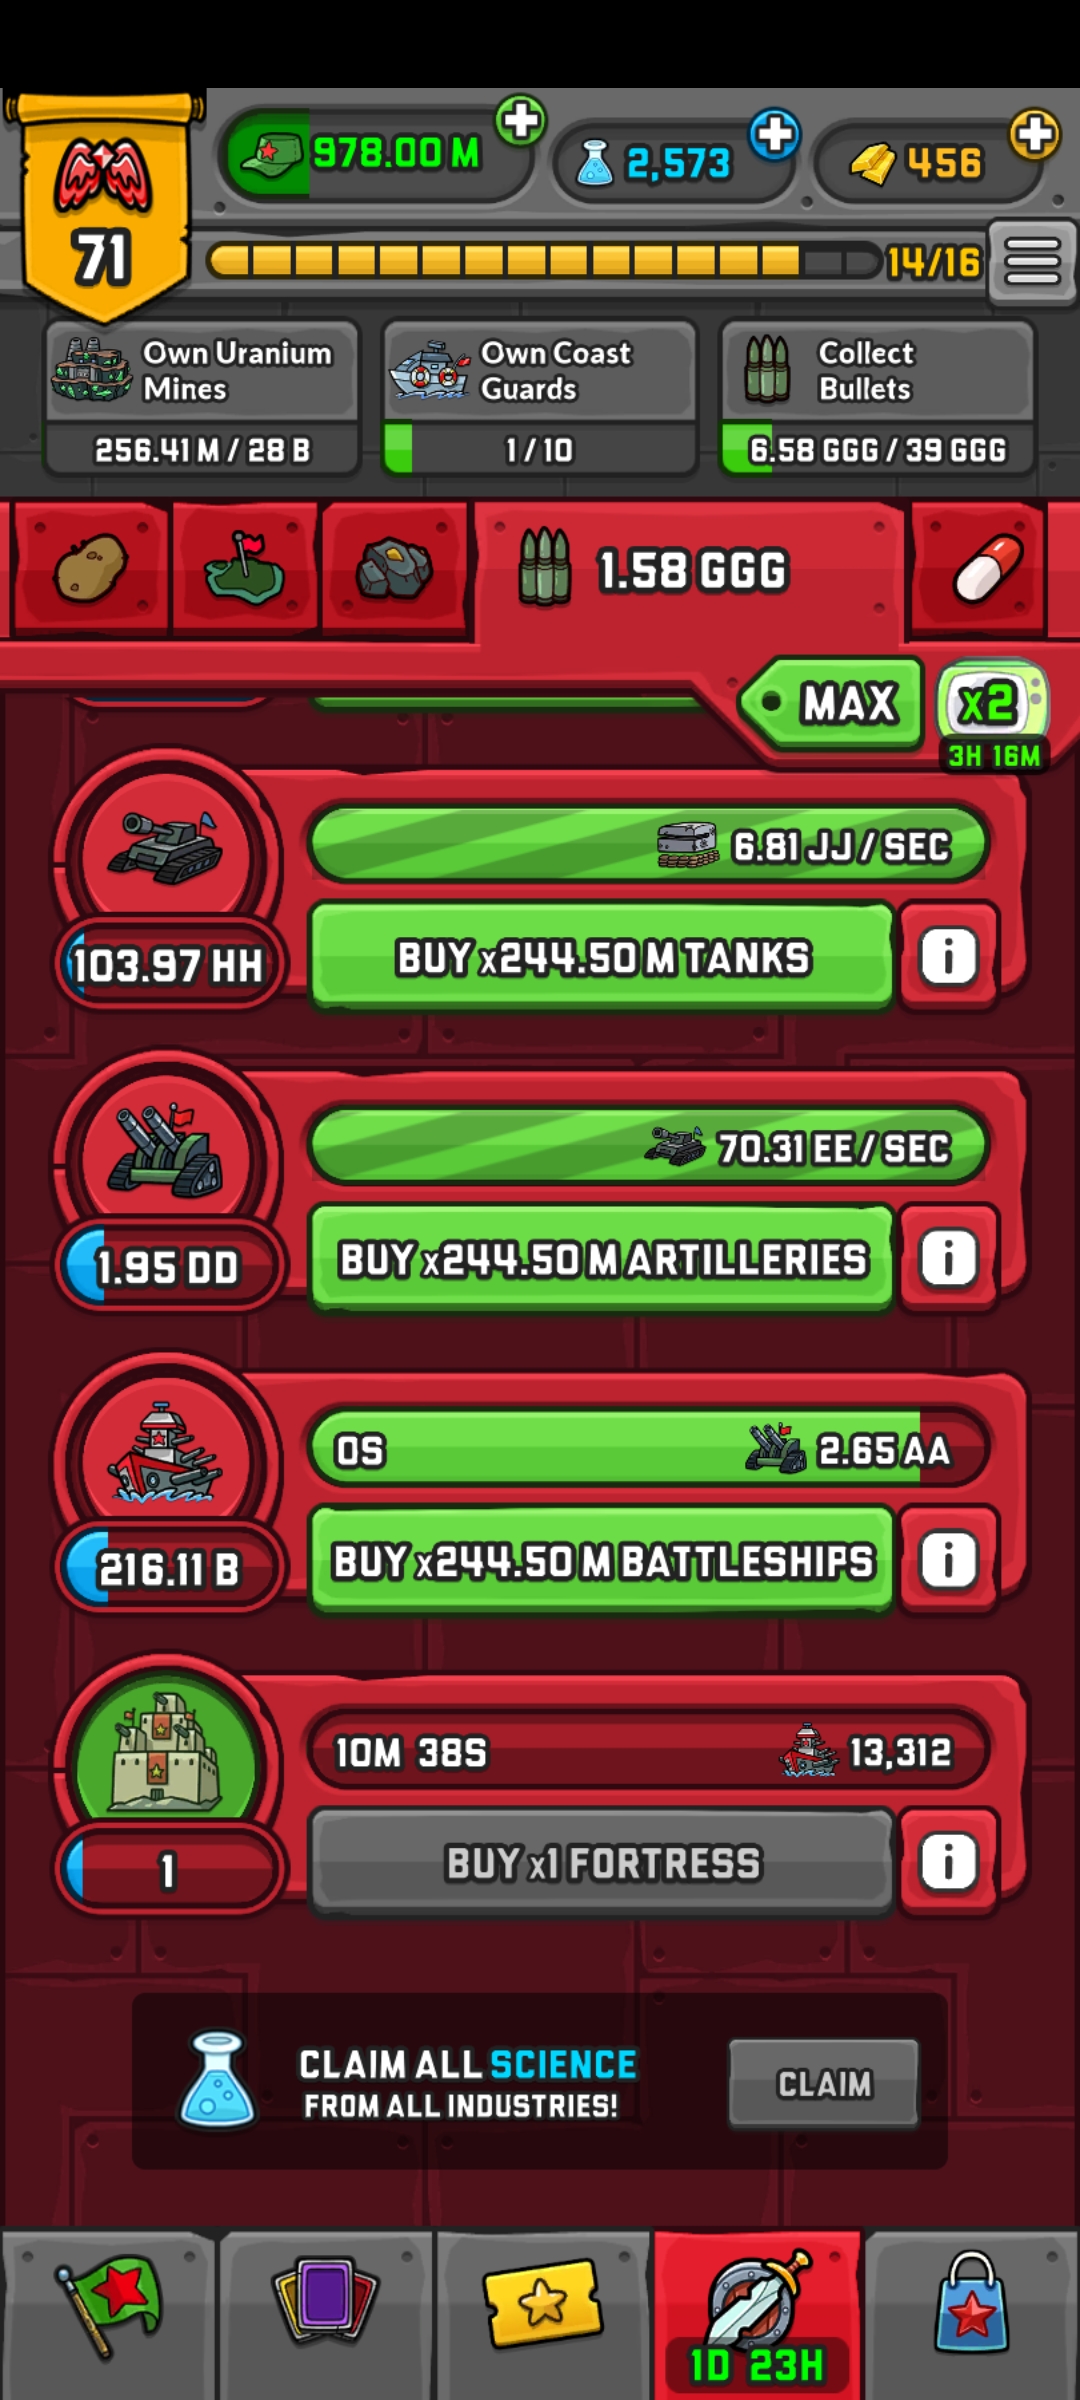 71
978.00 M
2,573
456
14/16
Own Uranium
Mines
256.41 M / 28 B
Own Coast
Guards
1 / 10
Collect
Bullets
6.58 GGG / 39 GGG
1.58 GGG
MAX
x2
3H 16M
6.81 JJ / SEC
103.97 HH
BUY x244.50 M TANKS
i
70.31 EE / SEC
1.95 DD
BUY x244.50 M ARTILLERIES
i
0S
2.65 AA
216.11 B
BUY x244.50 M BATTLESHIPS
i
10M 38S
13,312
1
BUY x1 FORTRESS
i
CLAIM ALL SCIENCE
FROM ALL INDUSTRIES!
CLAIM
1D 23H